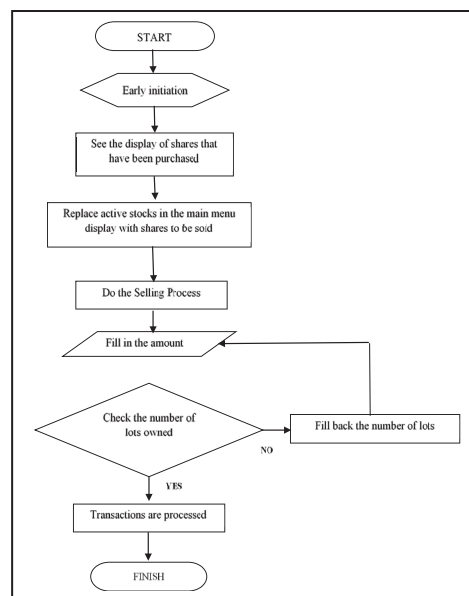 START
Early initiation
See the display of shares that
have been purchased
Replace active stocks in the main menu
display with shares to be sold
Do the Selling Process
Fill in the amount
Check the number of
lots owned
Fill back the number of lots
NO
YES
Transactions are processed
FINISH